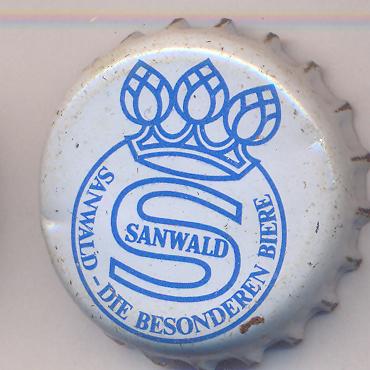 S
SANWALD
SANWALD - DIE BESONDEREN BIERE